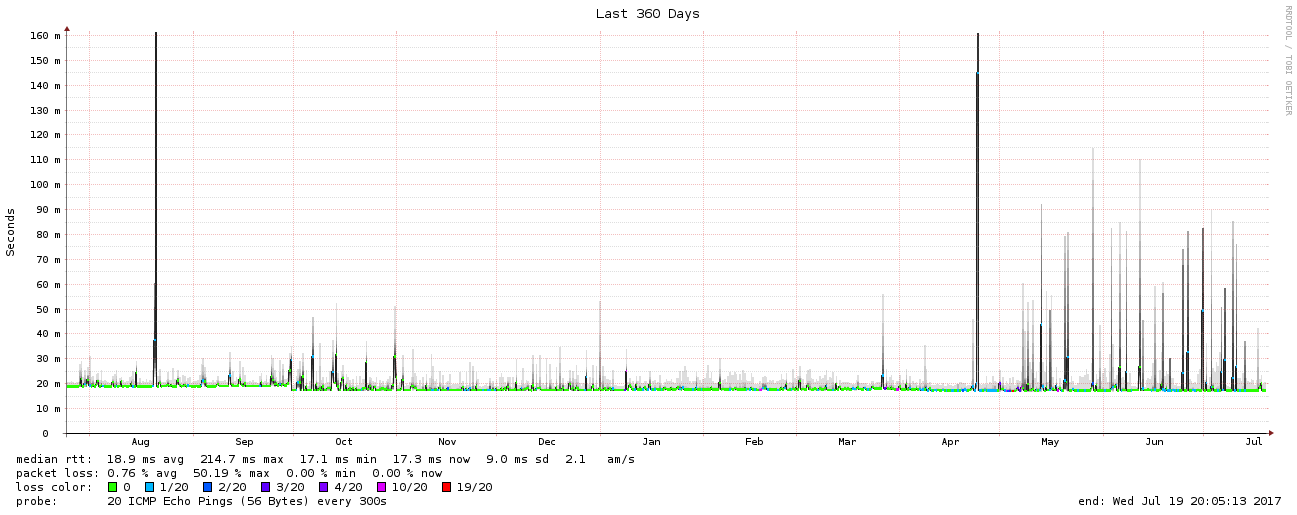 Last 360 Days
RRDTOOL / TOBI OETIKER
Seconds
160 m
150 m
140 m
130 m
120 m
110 m
100 m
90 m
80 m
70 m
60 m
50 m
40 m
30 m
20 m
10 m
0
Aug Sep Oct Nov Dec Jan Feb Mar Apr May Jun Jul
median rtt: 18.9 ms avg 214.7 ms max 17.1 ms min 17.3 ms now 9.0 ms sd 2.1 am/s
packet loss: 0.76 % avg 50.19 % max 0.00 % min 0.00 % now
loss color: 0 1/20 2/20 3/20 4/20 10/20 19/20
probe: 20 ICMP Echo Pings (56 Bytes) every 300s end: Wed Jul 19 20:05:13 2017